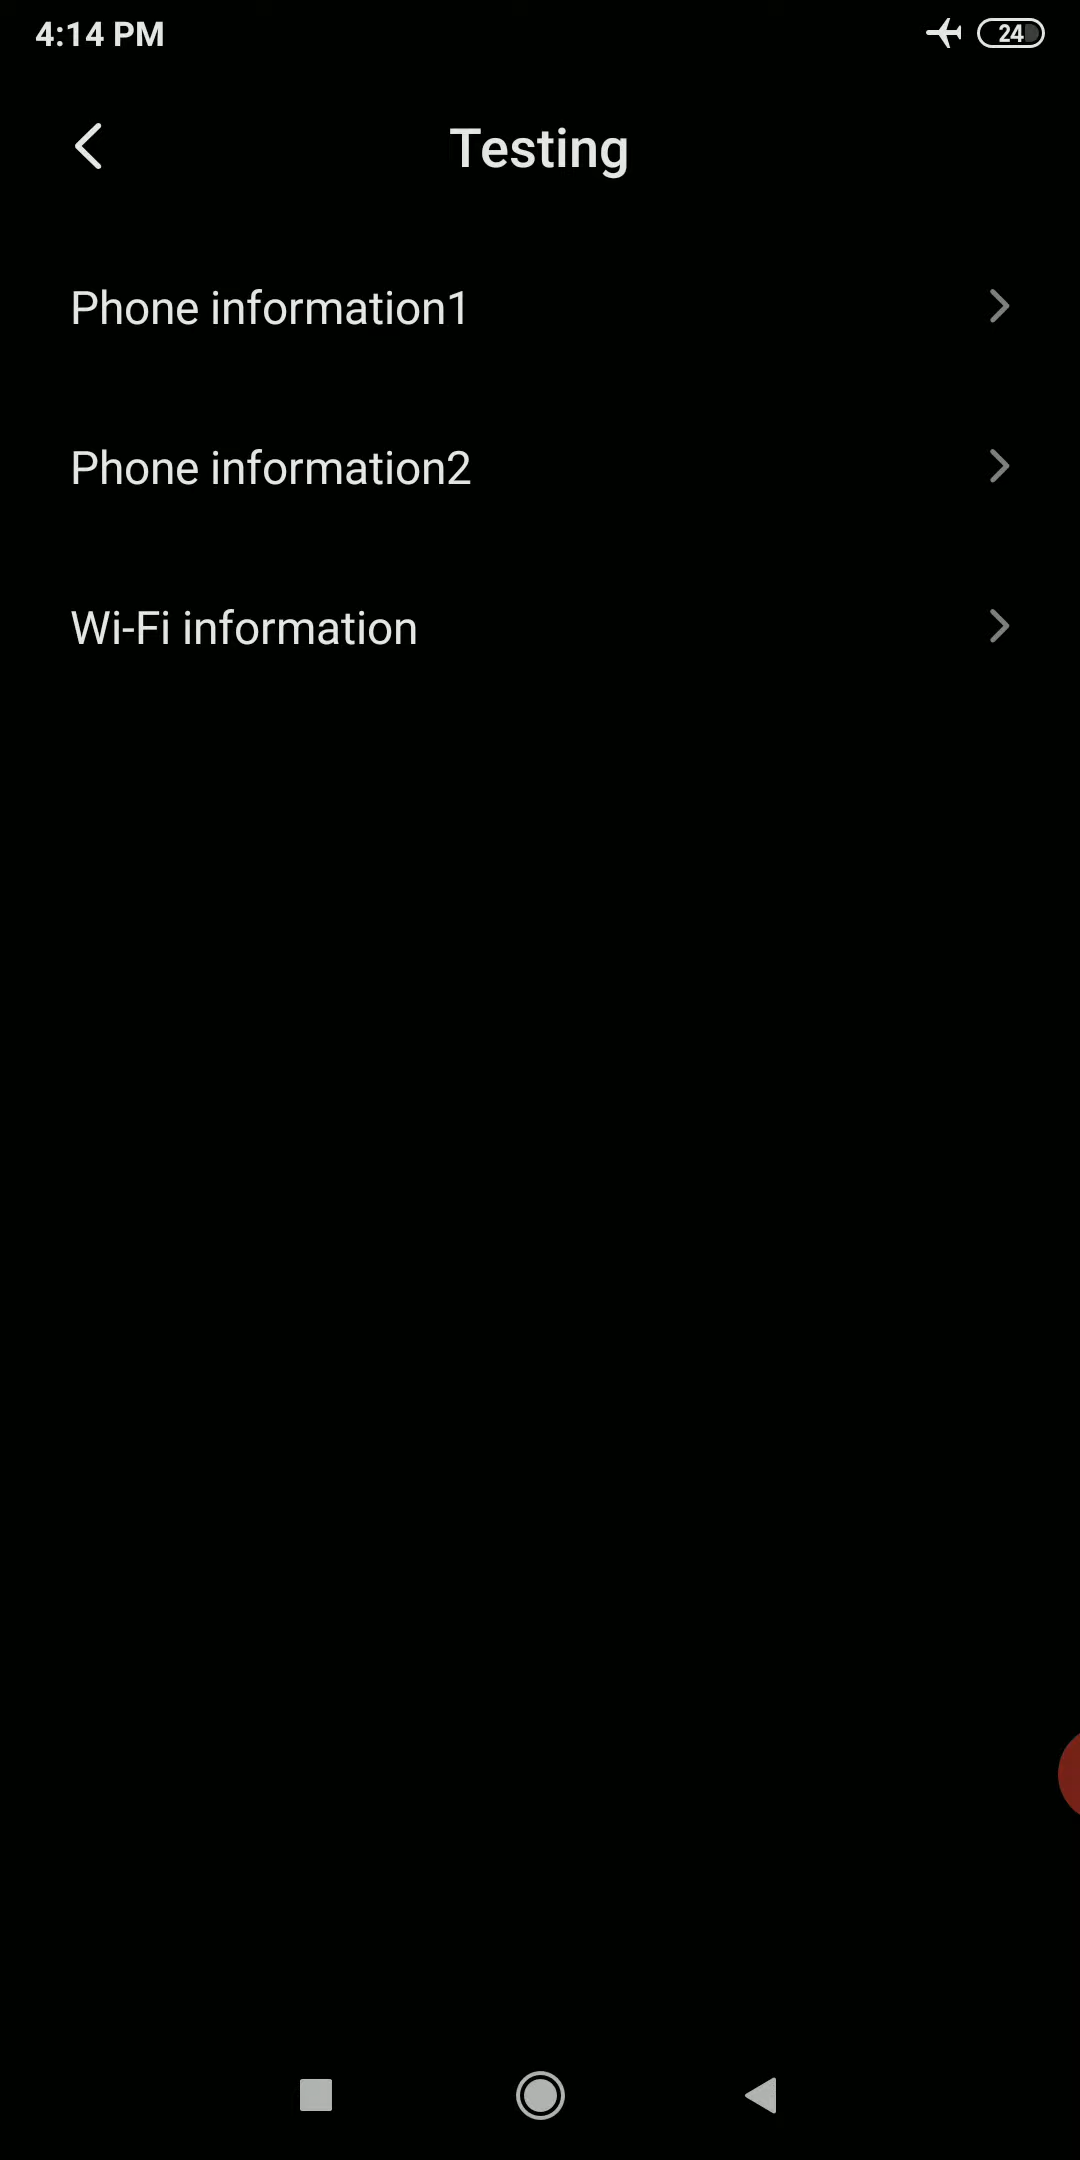 4:14 PM
24
Testing
Phone information1
Phone information2
Wi-Fi information